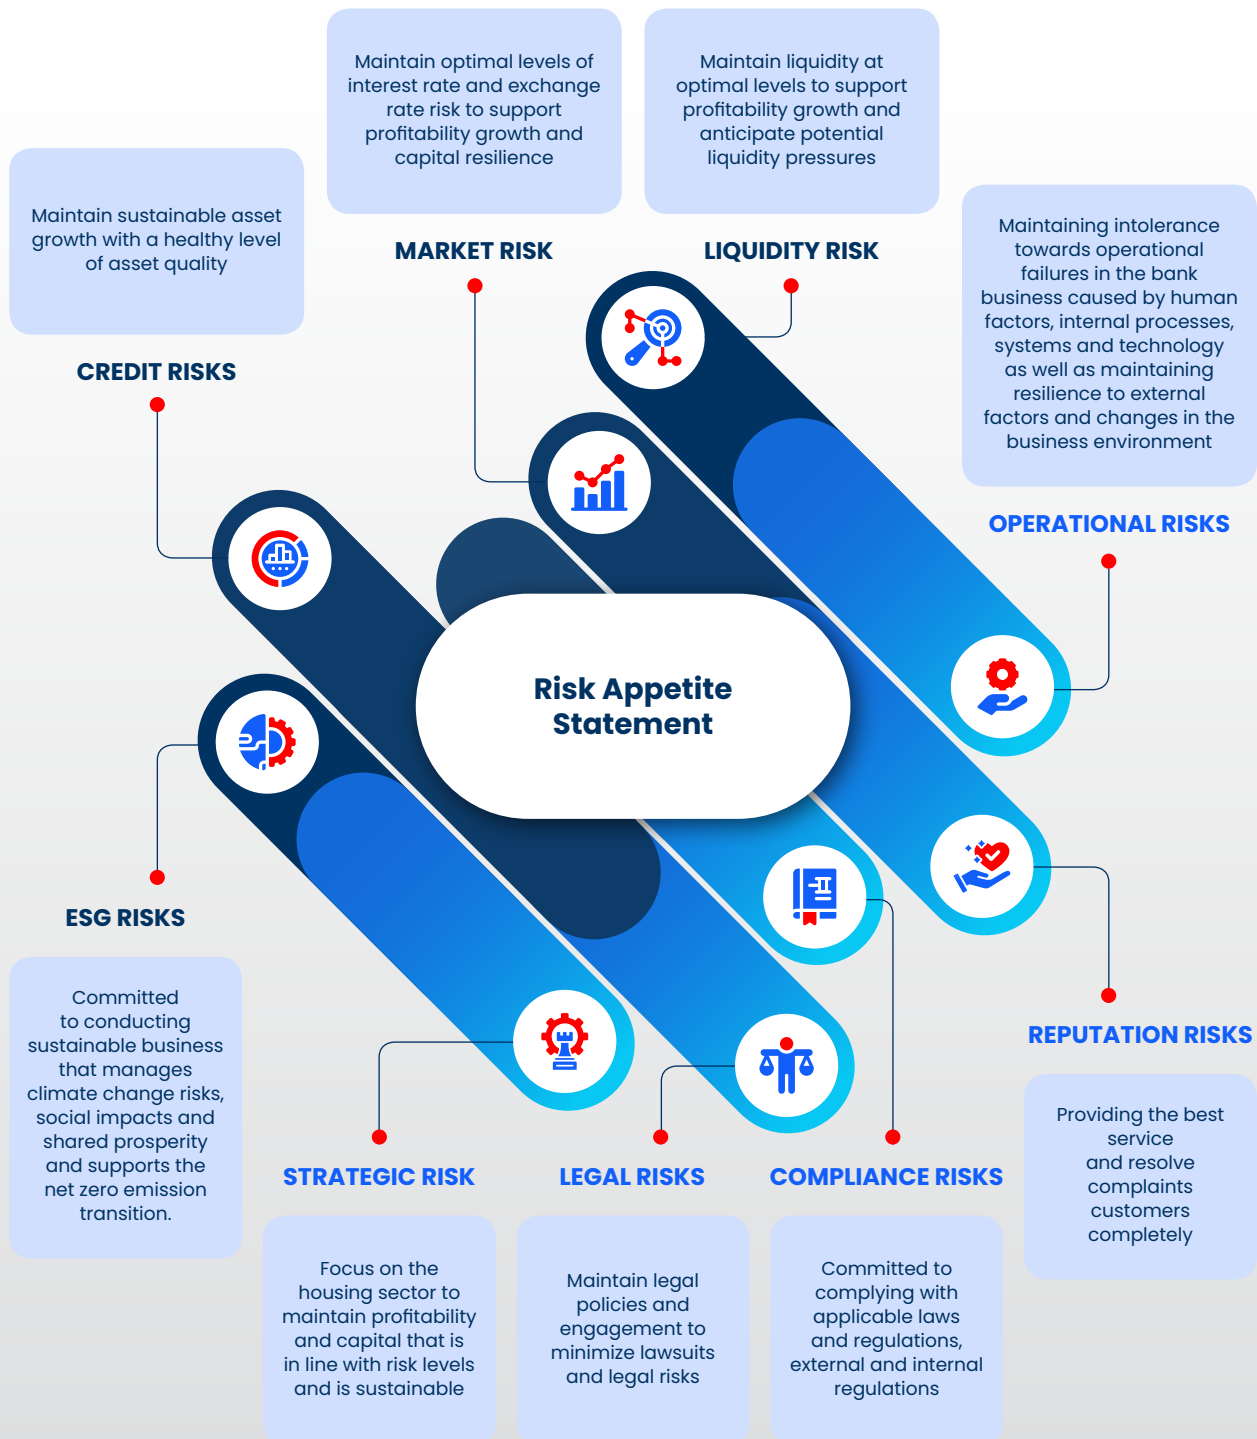 Maintain optimal levels of
interest rate and exchange
rate risk to support
profitability growth and
capital resilience
MARKET RISK
Maintain liquidity at
optimal levels to support
profitability growth and
anticipate potential
liquidity pressures
LIQUIDITY RISK
Maintain sustainable asset
growth with a healthy level
of asset quality
CREDIT RISKS
Maintaining intolerance
towards operational
failures in the bank
business caused by human
factors, internal processes,
systems and technology
as well as maintaining
resilience to external
factors and changes in the
business environment
OPERATIONAL RISKS
Risk Appetite
Statement
ESG RISKS
Committed
to conducting
sustainable business
that manages
climate change risks,
social impacts and
shared prosperity
and supports the
net zero emission
transition.
STRATEGIC RISK
Focus on the
housing sector to
maintain profitability
and capital that is
in line with risk levels
and is sustainable
LEGAL RISKS
Maintain legal
policies and
engagement to
minimize lawsuits
and legal risks
COMPLIANCE RISKS
Committed to
complying with
applicable laws
and regulations,
external and internal
regulations
REPUTATION RISKS
Providing the best
service
and resolve
complaints
customers
completely